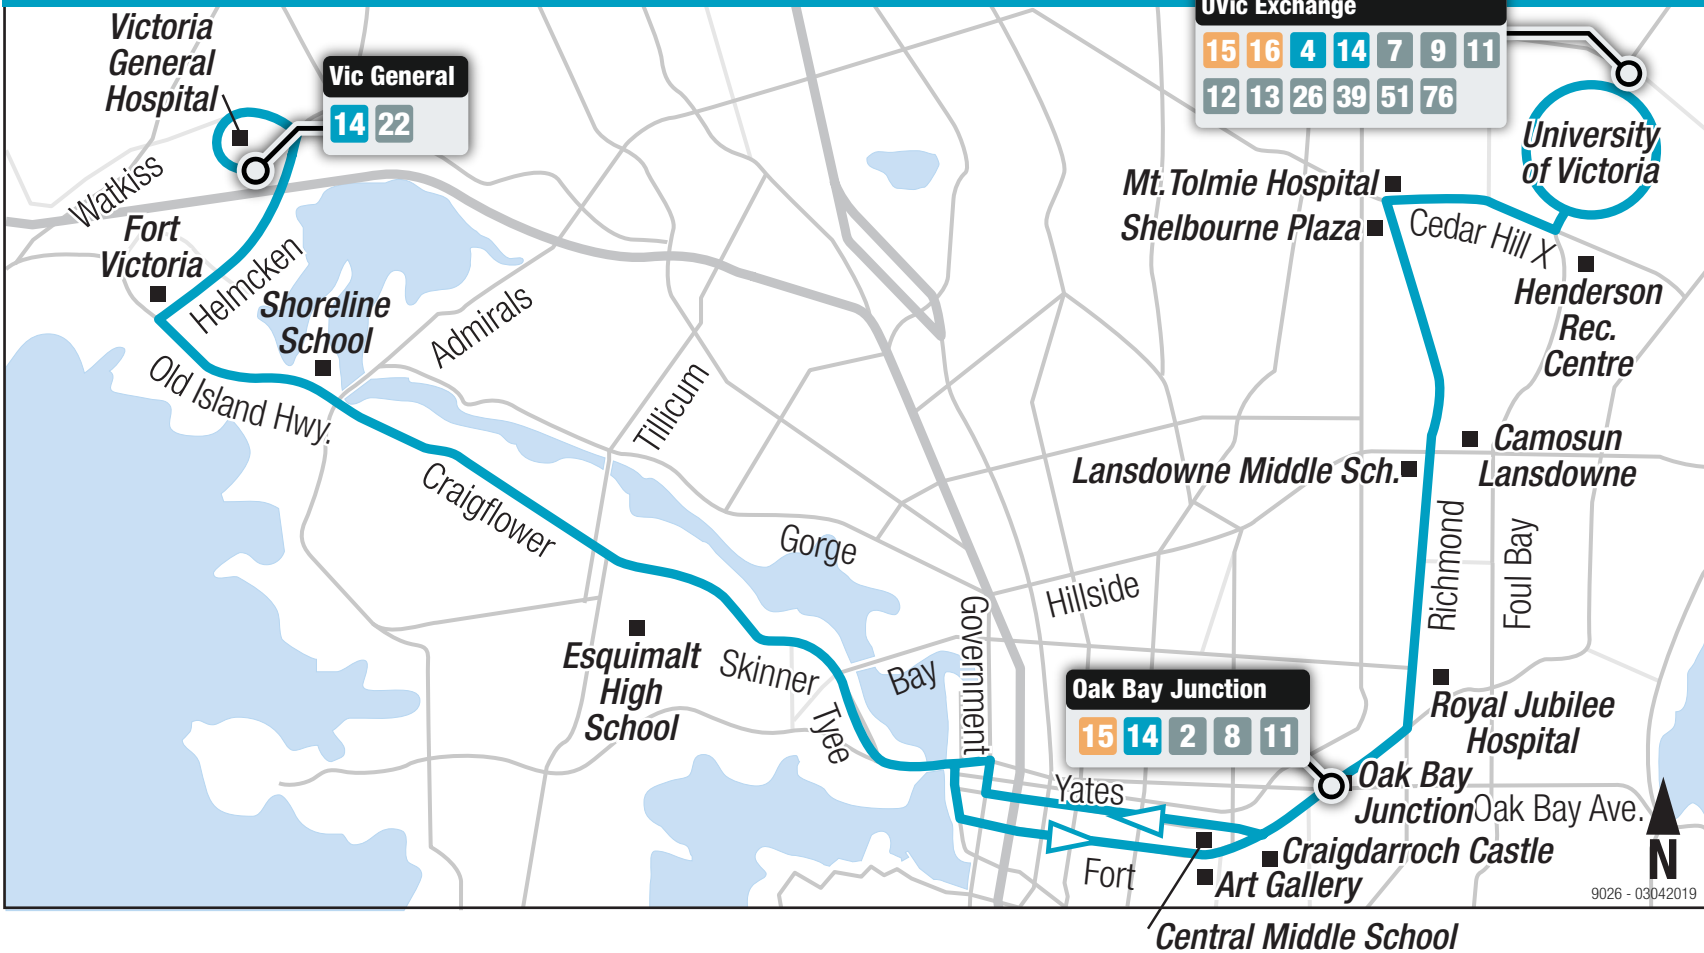 UVic Exchange
15 16 4 14 7 9 11
12 13 26 39 51 76
Victoria
General
Hospital
Vic General
14 22
University
of Victoria
Watkiss
Mt. Tolmie Hospital
Shelbourne Plaza
Cedar Hill X
Fort
Victoria
Helmcken
Henderson
Rec.
Centre
Shoreline
School
Admirals
Old Island Hwy.
Tillicum
Camosun
Lansdowne
Lansdowne Middle Sch.
Craigflower
Gorge
Richmond
Foul Bay
Hillside
Government
Esquimalt
High
School
Skinner
Bay
Tyee
Oak Bay Junction
15 14 2 8 11
Royal Jubilee
Hospital
Yates
Oak Bay
Junction
Oak Bay Ave.
Craigdarroch Castle
Fort
Art Gallery
N
9026 - 03042019
Central Middle School